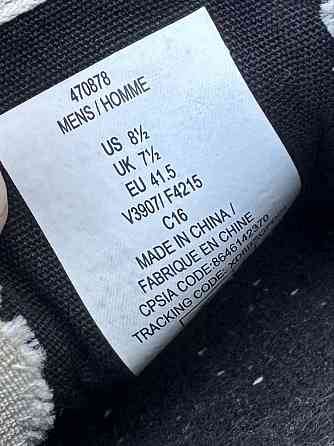 470878
MENS / HOMME
US 8½
UK 7½
EU 41.5
V3907/ F4215
C16
MADE IN CHINA /
FABRIQUE EN CHINE
CPSIA CODE:8646142370
TRACKING CODE: